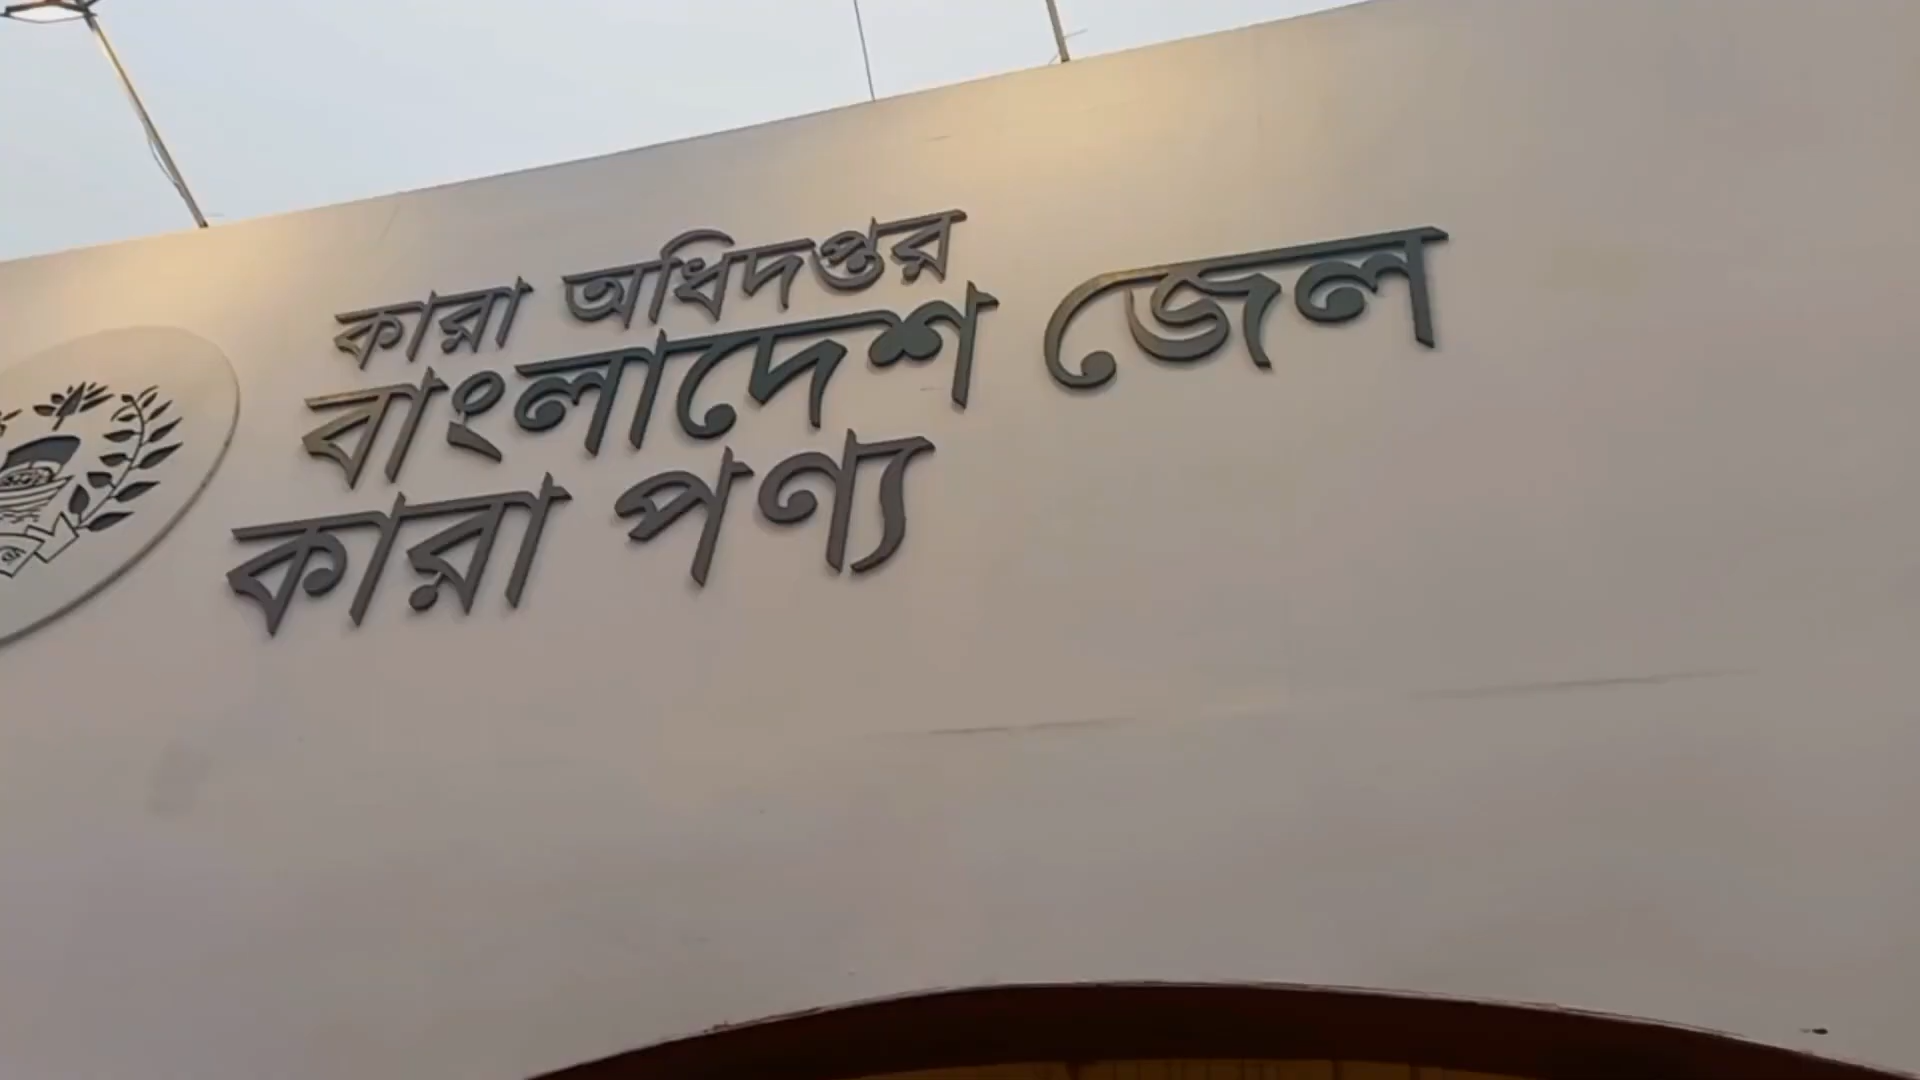 কারা অধিদপ্তর
বাংলাদেশ জেল
কারা পণ্য